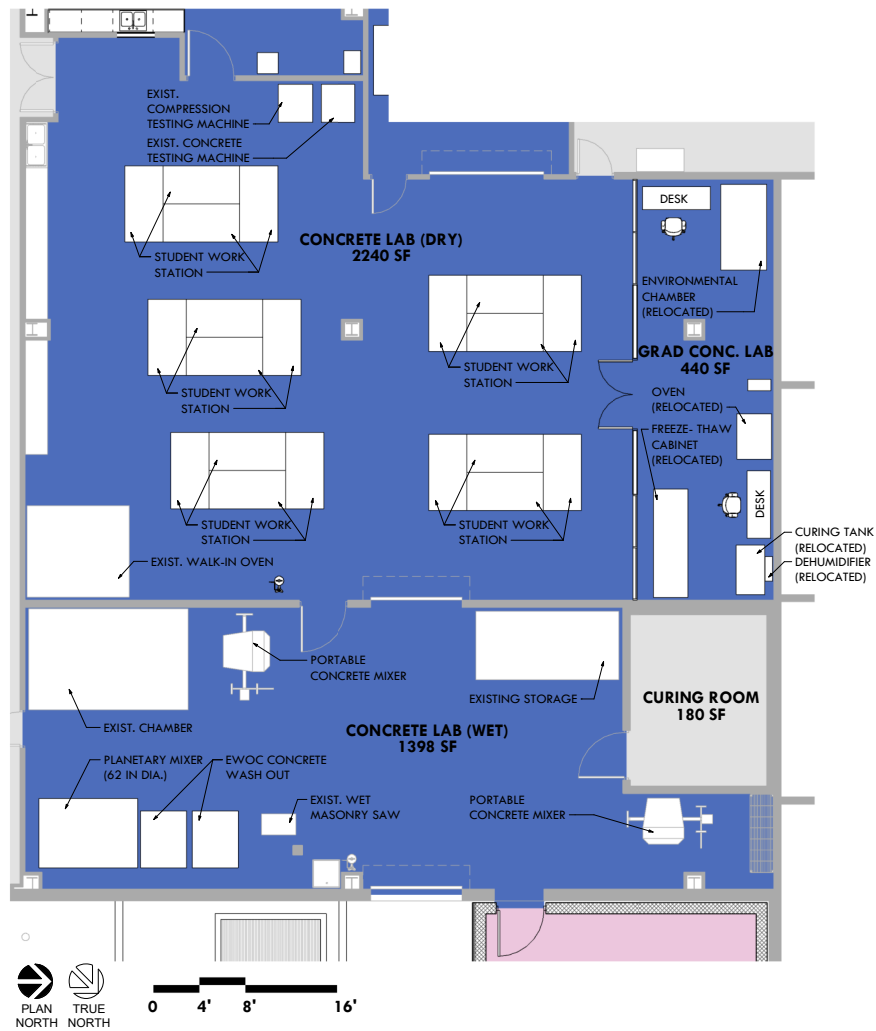 EXIST.
COMPRESSION
TESTING MACHINE
EXIST. CONCRETE
TESTING MACHINE
DESK
CONCRETE LAB (DRY)
2240 SF
STUDENT WORK
STATION
ENVIRONMENTAL
CHAMBER
(RELOCATED)
GRAD CONC. LAB
440 SF
STUDENT WORK
STATION
STUDENT WORK
STATION
OVEN
(RELOCATED)
FREEZE- THAW
CABINET
(RELOCATED)
DESK
STUDENT WORK
STATION
STUDENT WORK
STATION
CURING TANK
(RELOCATED)
DEHUMIDIFIER
(RELOCATED)
EXIST. WALK-IN OVEN
PORTABLE
CONCRETE MIXER
EXISTING STORAGE
CURING ROOM
180 SF
EXIST. CHAMBER
CONCRETE LAB (WET)
1398 SF
PLANETARY MIXER
(62 IN DIA.)
EWOC CONCRETE
WASH OUT
EXIST. WET
MASONRY SAW
PORTABLE
CONCRETE MIXER
PLAN
NORTH
TRUE
NORTH
0 4' 8' 16'